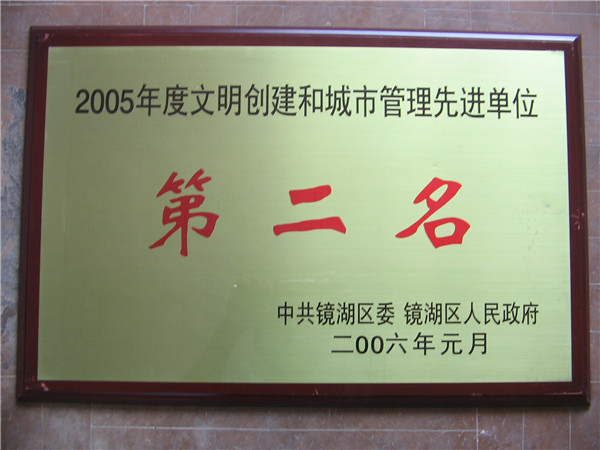 2005年度文明创建和城市管理先进单位
第二名
中共镜湖区委 镜湖区人民政府
二00六年元月